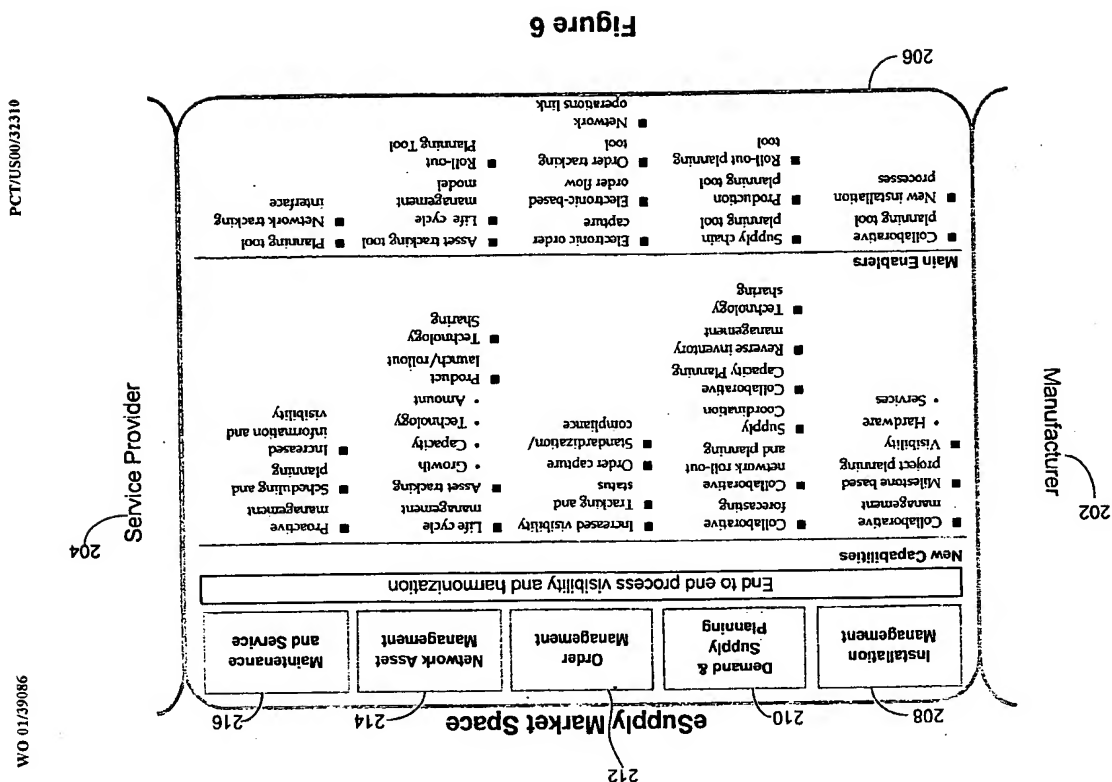 WO 01/39086
PCT/US00/32310
212
eSupply Market Space
208
210
214
216
Installation
Management
Demand &
Supply
Planning
Order
Management
Network Asset
Management
Maintenance
and Service
End to end process visibility and harmonization
New Capabilities
202
Manufacturer
204
Service Provider
■ Collaborative
management
■ Milestone based
project planning
■ Visibility
• Hardware
• Services
■ Collaborative
forecasting
■ Collaborative
network roll-out
and planning
■ Supply
Coordination
■ Collaborative
Capacity Planning
■ Reverse inventory
management
■ Technology
sharing
■ Increased visibility
■ Tracking and
status
■ Order capture
■ Standardization/
compliance
■ Life cycle
management
■ Asset tracking
• Growth
• Capacity
• Technology
• Amount
■ Product
launch/rollout
■ Technology
Sharing
■ Proactive
management
■ Scheduling and
planning
■ Increased
information and
visibility
Main Enablers
■ Collaborative
planning tool
■ New installation
processes
■ Supply chain
planning tool
■ Production
planning tool
■ Roll-out planning
tool
■ Electronic order
capture
■ Electronic-based
order flow
■ Order tracking
tool
■ Network
operations link
■ Asset tracking tool
■ Life cycle
management
model
■ Roll-out
Planning Tool
■ Planning tool
■ Network tracking
interface
206
Figure 6